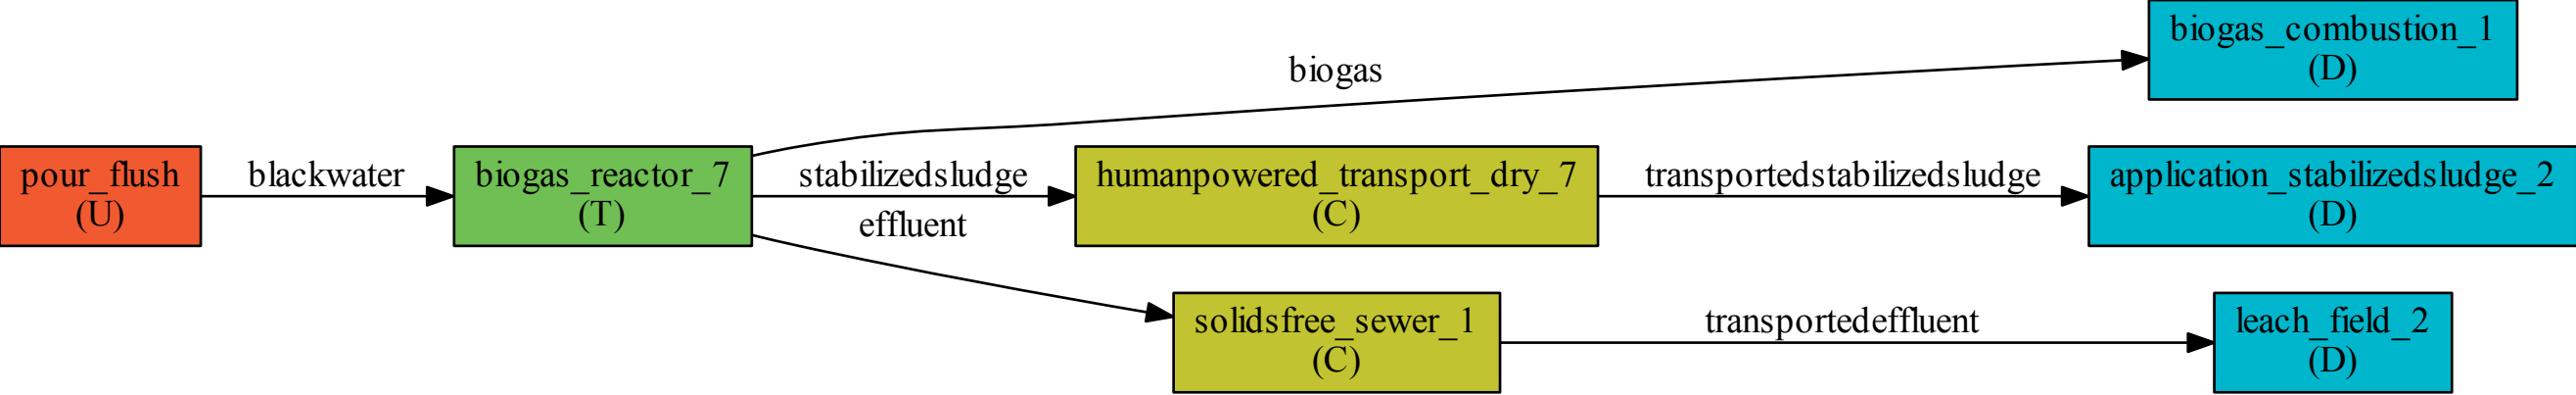 biogas_combustion_1
(D)
biogas
pour_flush
(U)
blackwater
biogas_reactor_7
(T)
stabilizedsludge
humanpowered_transport_dry_7
(C)
transportedstabilizedsludge
application_stabilizedsludge_2
(D)
effluent
solidsfree_sewer_1
(C)
transportedeffluent
leach_field_2
(D)